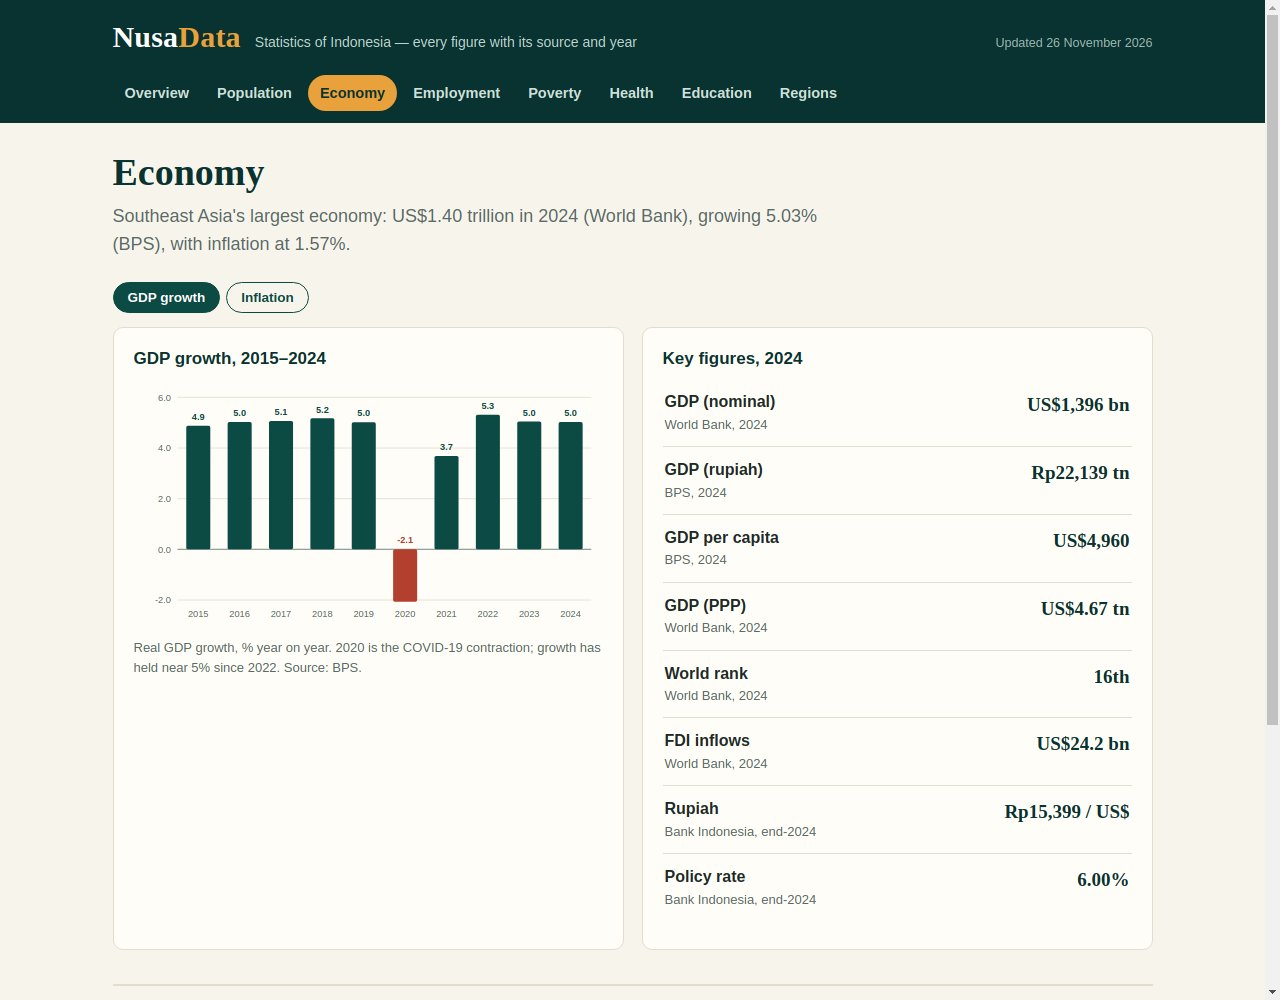 NusaData Statistics of Indonesia — every figure with its source and year Updated 26 November 2026
Overview Population Economy Employment Poverty Health Education Regions
Economy
Southeast Asia's largest economy: US$1.40 trillion in 2024 (World Bank), growing 5.03%
(BPS), with inflation at 1.57%.
GDP growth Inflation
GDP growth, 2015–2024
6.0
4.0
2.0
0.0
-2.0
4.9 5.0 5.1 5.2 5.0 -2.1 3.7 5.3 5.0 5.0
2015 2016 2017 2018 2019 2020 2021 2022 2023 2024
Real GDP growth, % year on year. 2020 is the COVID-19 contraction; growth has
held near 5% since 2022. Source: BPS.
Key figures, 2024
GDP (nominal) US$1,396 bn
World Bank, 2024
GDP (rupiah) Rp22,139 tn
BPS, 2024
GDP per capita US$4,960
BPS, 2024
GDP (PPP) US$4.67 tn
World Bank, 2024
World rank 16th
World Bank, 2024
FDI inflows US$24.2 bn
World Bank, 2024
Rupiah Rp15,399 / US$
Bank Indonesia, end-2024
Policy rate 6.00%
Bank Indonesia, end-2024